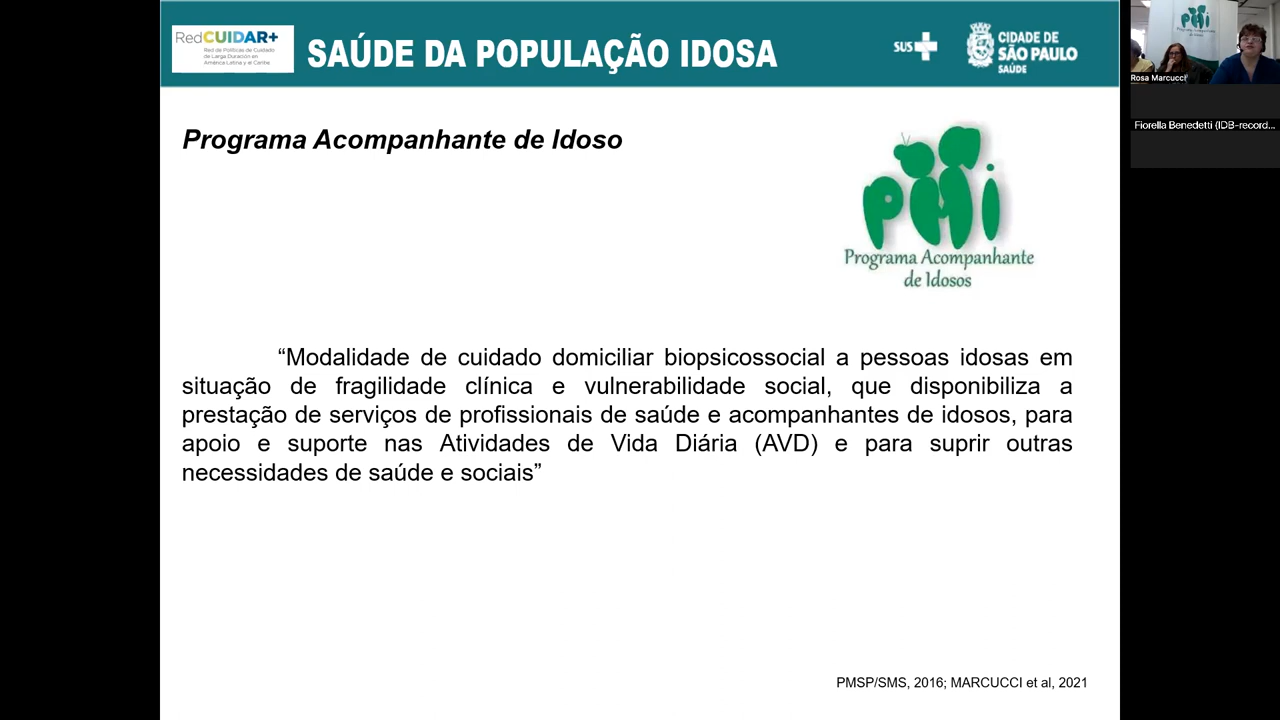 RedCUIDAR+
Red de Políticas de Cuidado
de Larga Duración en
América Latina y el Caribe
SAÚDE DA POPULAÇÃO IDOSA
SUS
CIDADE DE
SÃO PAULO
SAÚDE
Rosa Marcucci
Fiorella Benedetti (IDB-record...
Programa Acompanhante de Idoso
PAI
Programa Acompanhante
de Idosos
“Modalidade de cuidado domiciliar biopsicossocial a pessoas idosas em
situação de fragilidade clínica e vulnerabilidade social, que disponibiliza a
prestação de serviços de profissionais de saúde e acompanhantes de idosos, para
apoio e suporte nas Atividades de Vida Diária (AVD) e para suprir outras
necessidades de saúde e sociais”
PMSP/SMS, 2016; MARCUCCI et al, 2021